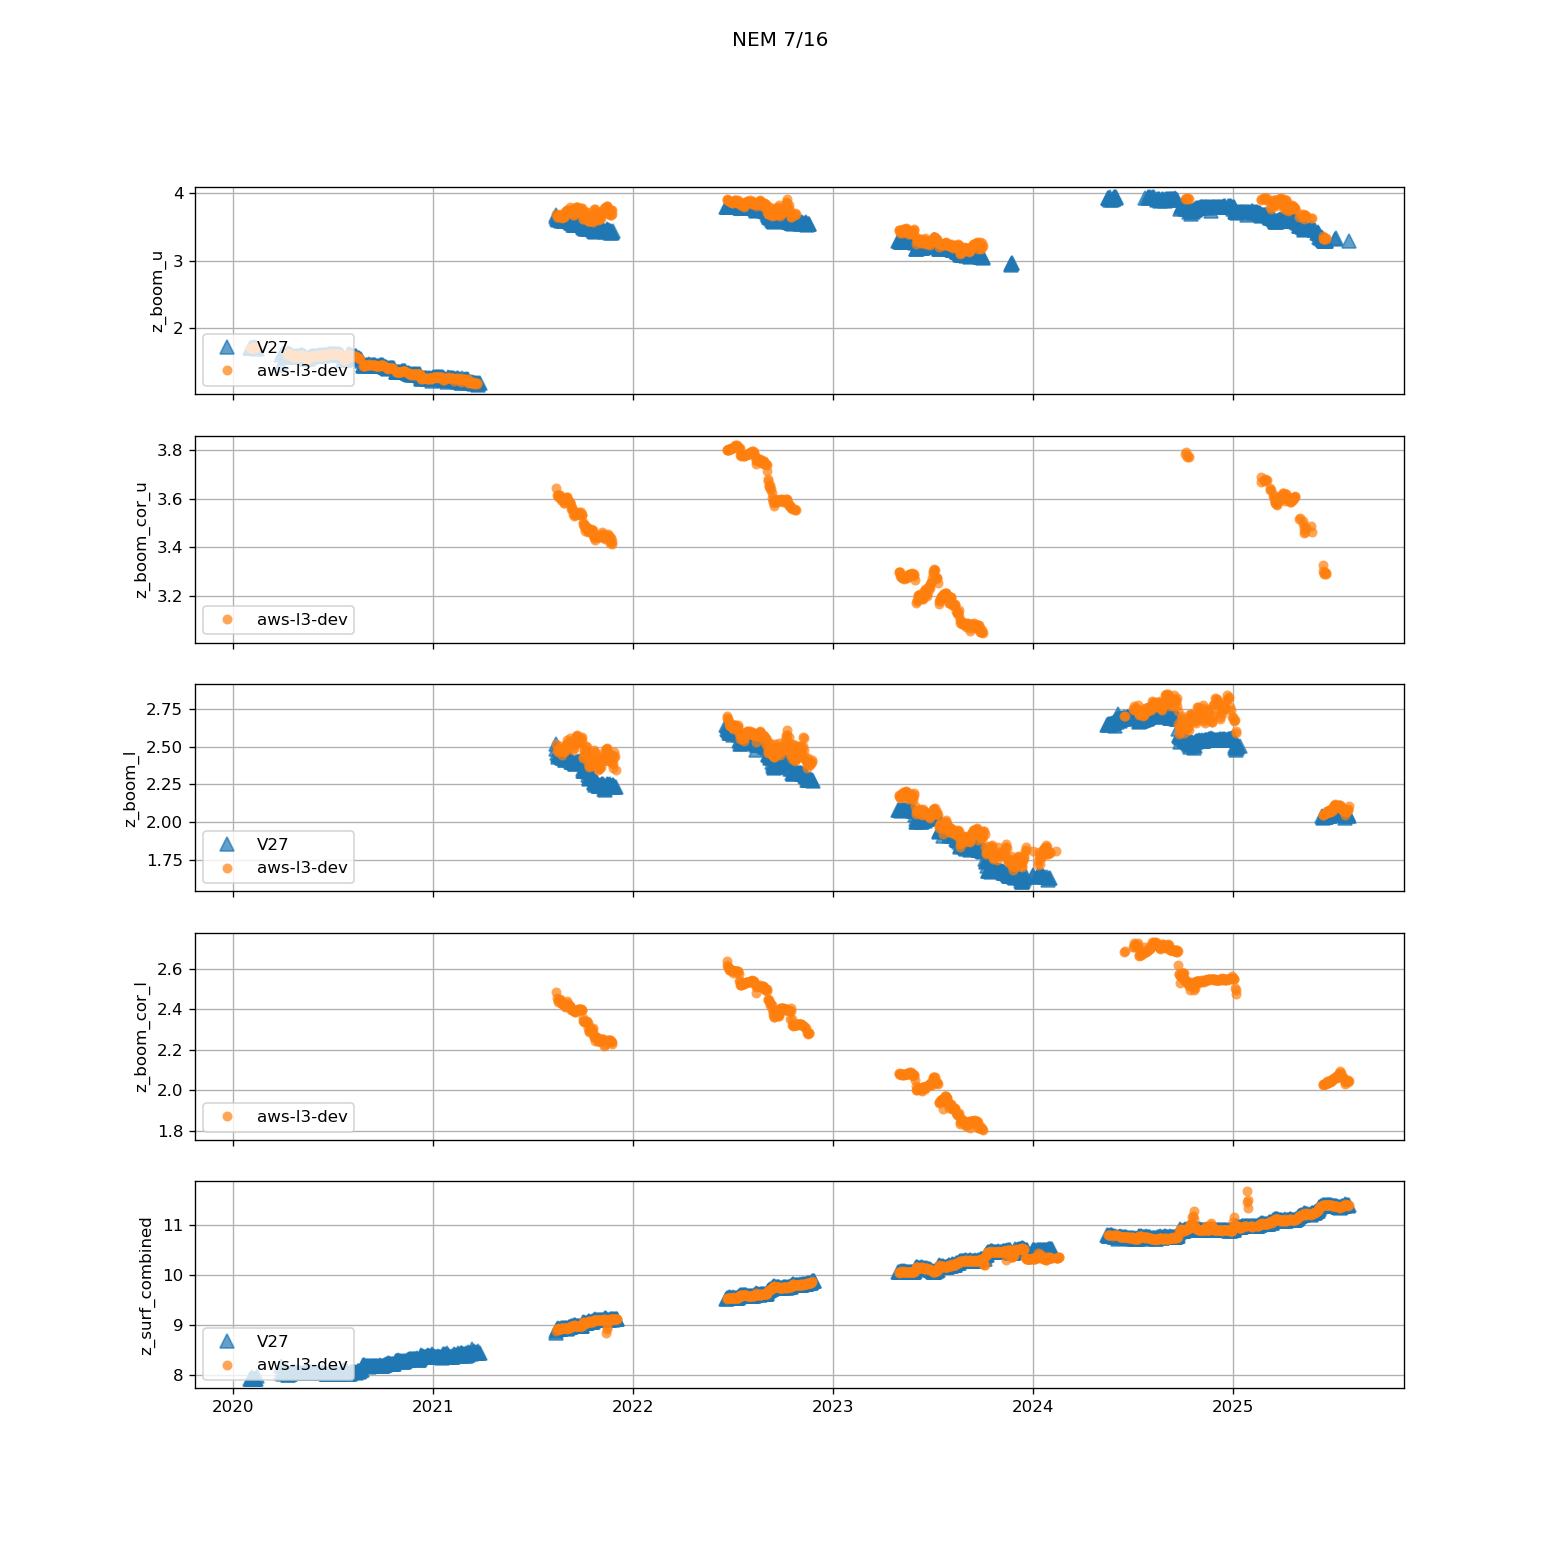 NEM 7/16
4
3
2
z_boom_u
V27
aws-l3-dev
3.8
3.6
3.4
3.2
z_boom_cor_u
aws-l3-dev
2.75
2.50
2.25
2.00
1.75
z_boom_l
V27
aws-l3-dev
2.6
2.4
2.2
2.0
1.8
z_boom_cor_l
aws-l3-dev
11
10
9
8
z_surf_combined
V27
aws-l3-dev
2020 2021 2022 2023 2024 2025